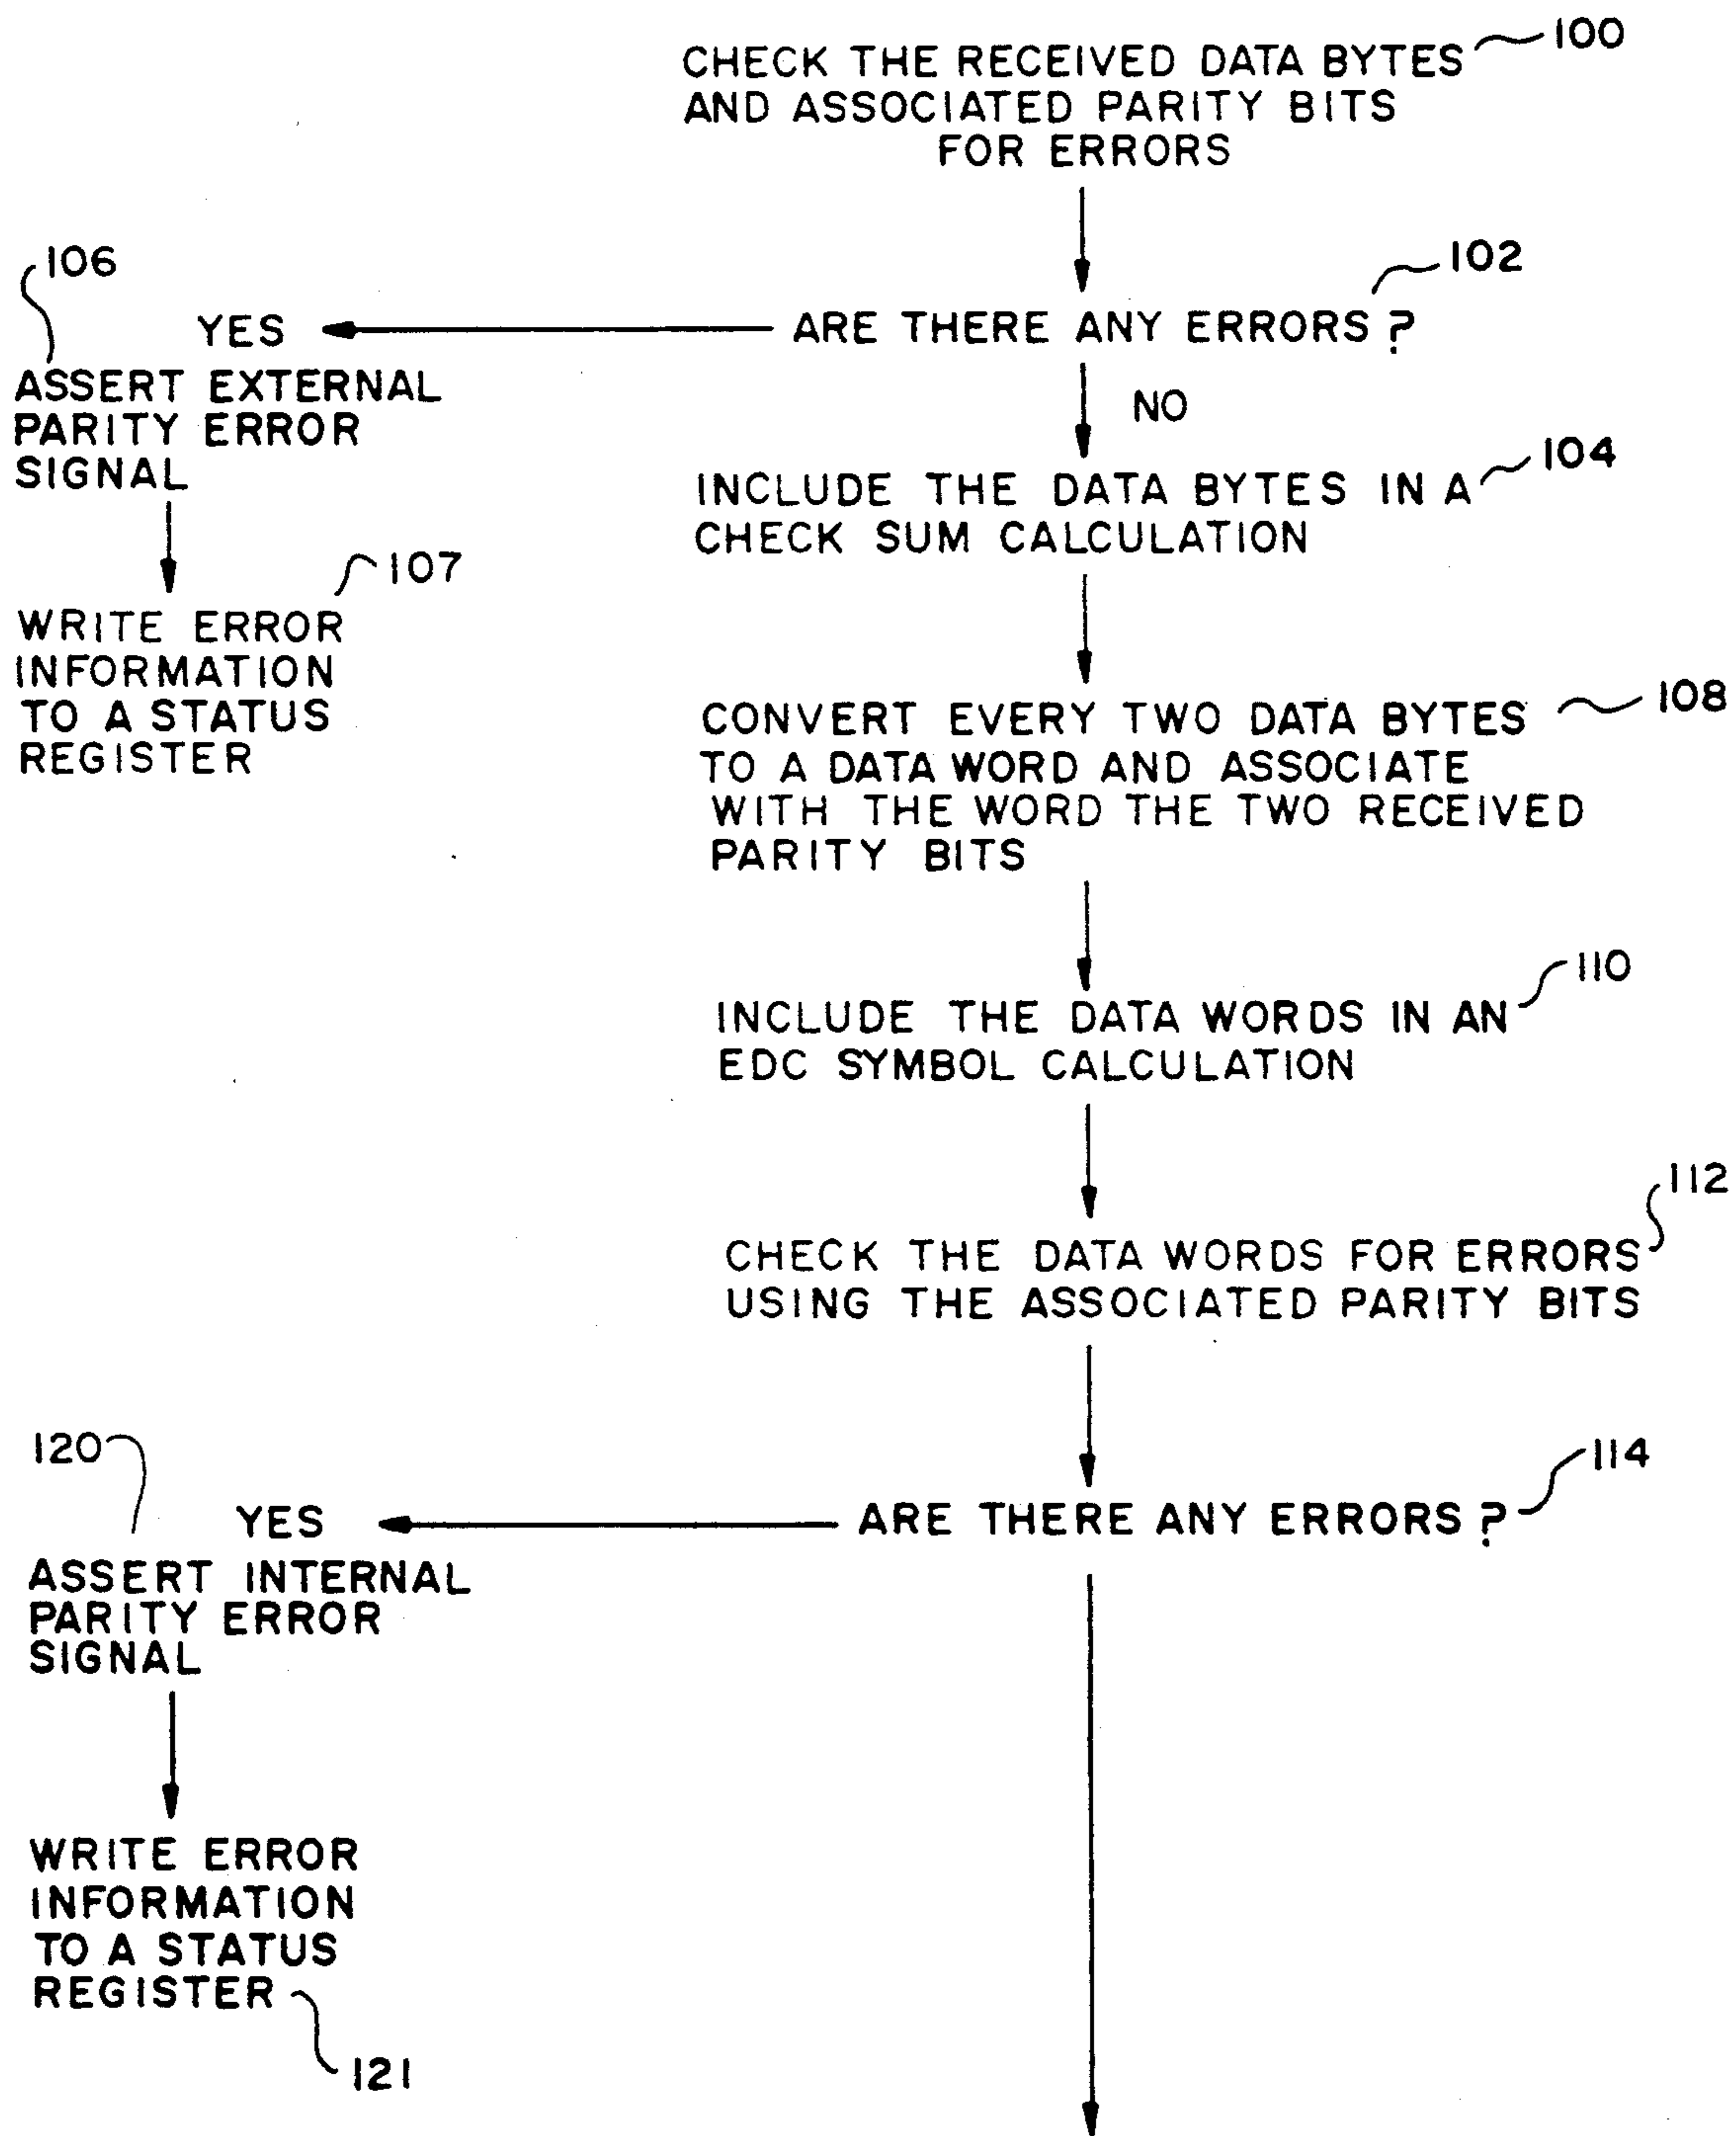 100
CHECK THE RECEIVED DATA BYTES
AND ASSOCIATED PARITY BITS
FOR ERRORS
106
102
YES
ARE THERE ANY ERRORS?
ASSERT EXTERNAL
PARITY ERROR
SIGNAL
NO
104
INCLUDE THE DATA BYTES IN A
CHECK SUM CALCULATION
107
WRITE ERROR
INFORMATION
TO A STATUS
REGISTER
108
CONVERT EVERY TWO DATA BYTES
TO A DATA WORD AND ASSOCIATE
WITH THE WORD THE TWO RECEIVED
PARITY BITS
110
INCLUDE THE DATA WORDS IN AN
EDC SYMBOL CALCULATION
112
CHECK THE DATA WORDS FOR ERRORS
USING THE ASSOCIATED PARITY BITS
120
114
YES
ARE THERE ANY ERRORS?
ASSERT INTERNAL
PARITY ERROR
SIGNAL
WRITE ERROR
INFORMATION
TO A STATUS
REGISTER
121